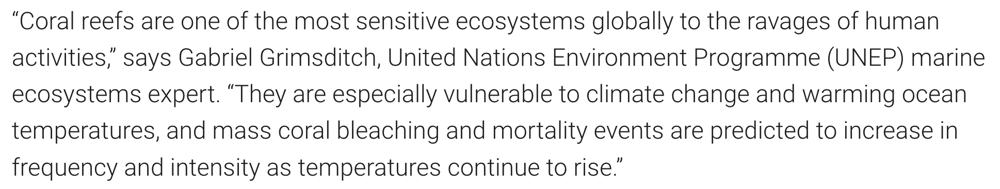 “Coral reefs are one of the most sensitive ecosystems globally to the ravages of human
activities,” says Gabriel Grimsditch, United Nations Environment Programme (UNEP) marine
ecosystems expert. “They are especially vulnerable to climate change and warming ocean
temperatures, and mass coral bleaching and mortality events are predicted to increase in
frequency and intensity as temperatures continue to rise.”